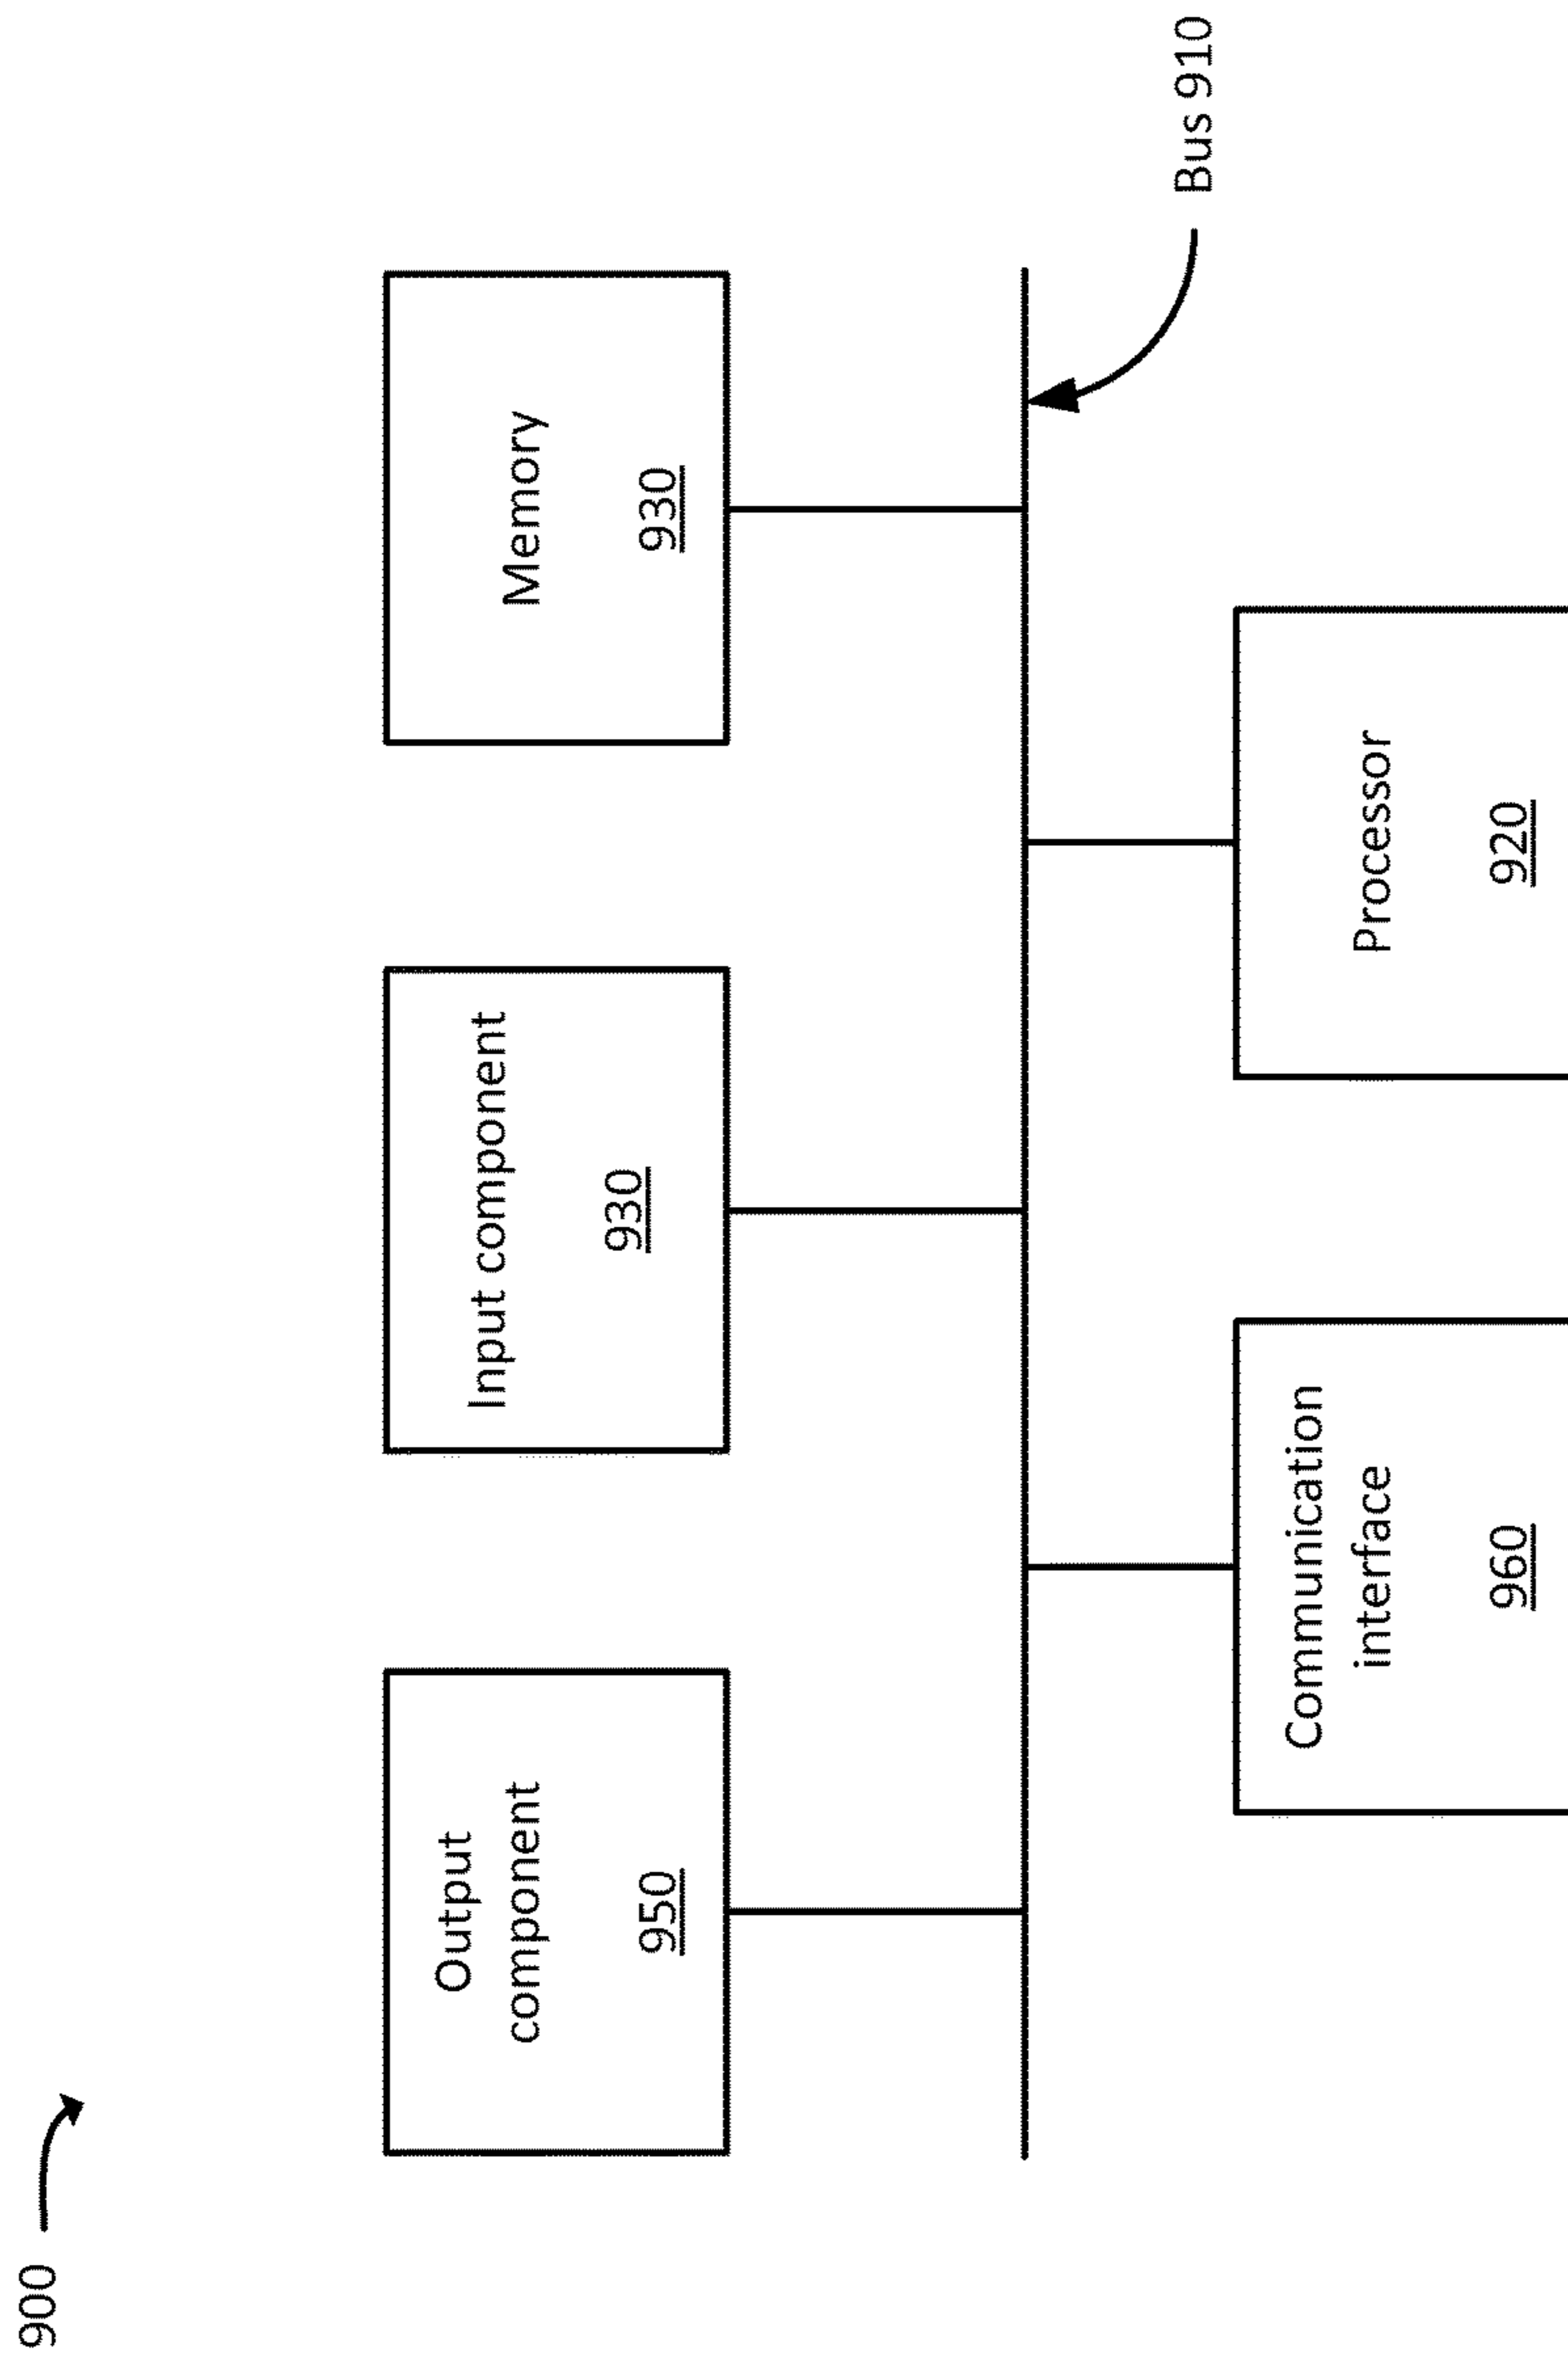 900
Output
component
950
Input component
930
Memory
930
Bus 910
Communication
interface
960
Processor
920